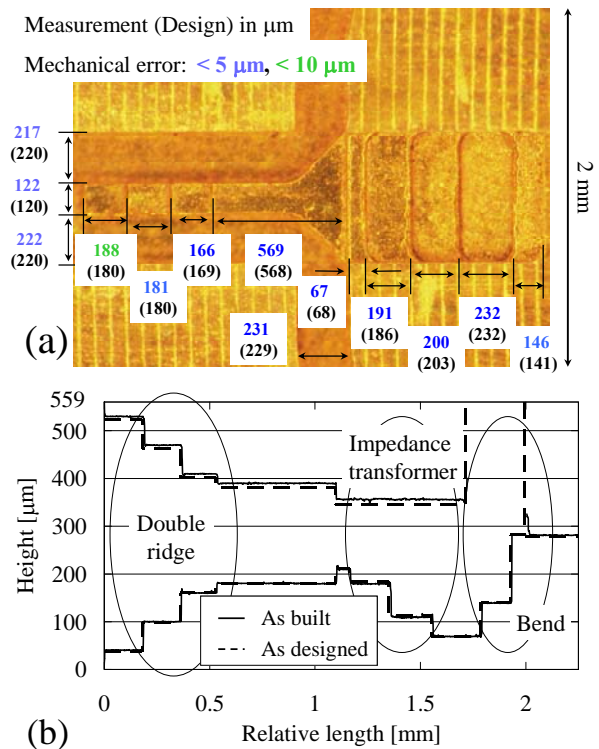 Measurement (Design) in μm
Mechanical error: < 5 μm, < 10 μm
217
(220)
122
(120)
222
(220)
188
(180)
181
(180)
166
(169)
569
(568)
67
(68)
231
(229)
191
(186)
200
(203)
232
(232)
146
(141)
2 mm
(a)
559
500
400
300
200
100
0
Height [μm]
Double
ridge
Impedance
transformer
Bend
As built
As designed
0
0.5
1
1.5
2
Relative length [mm]
(b)